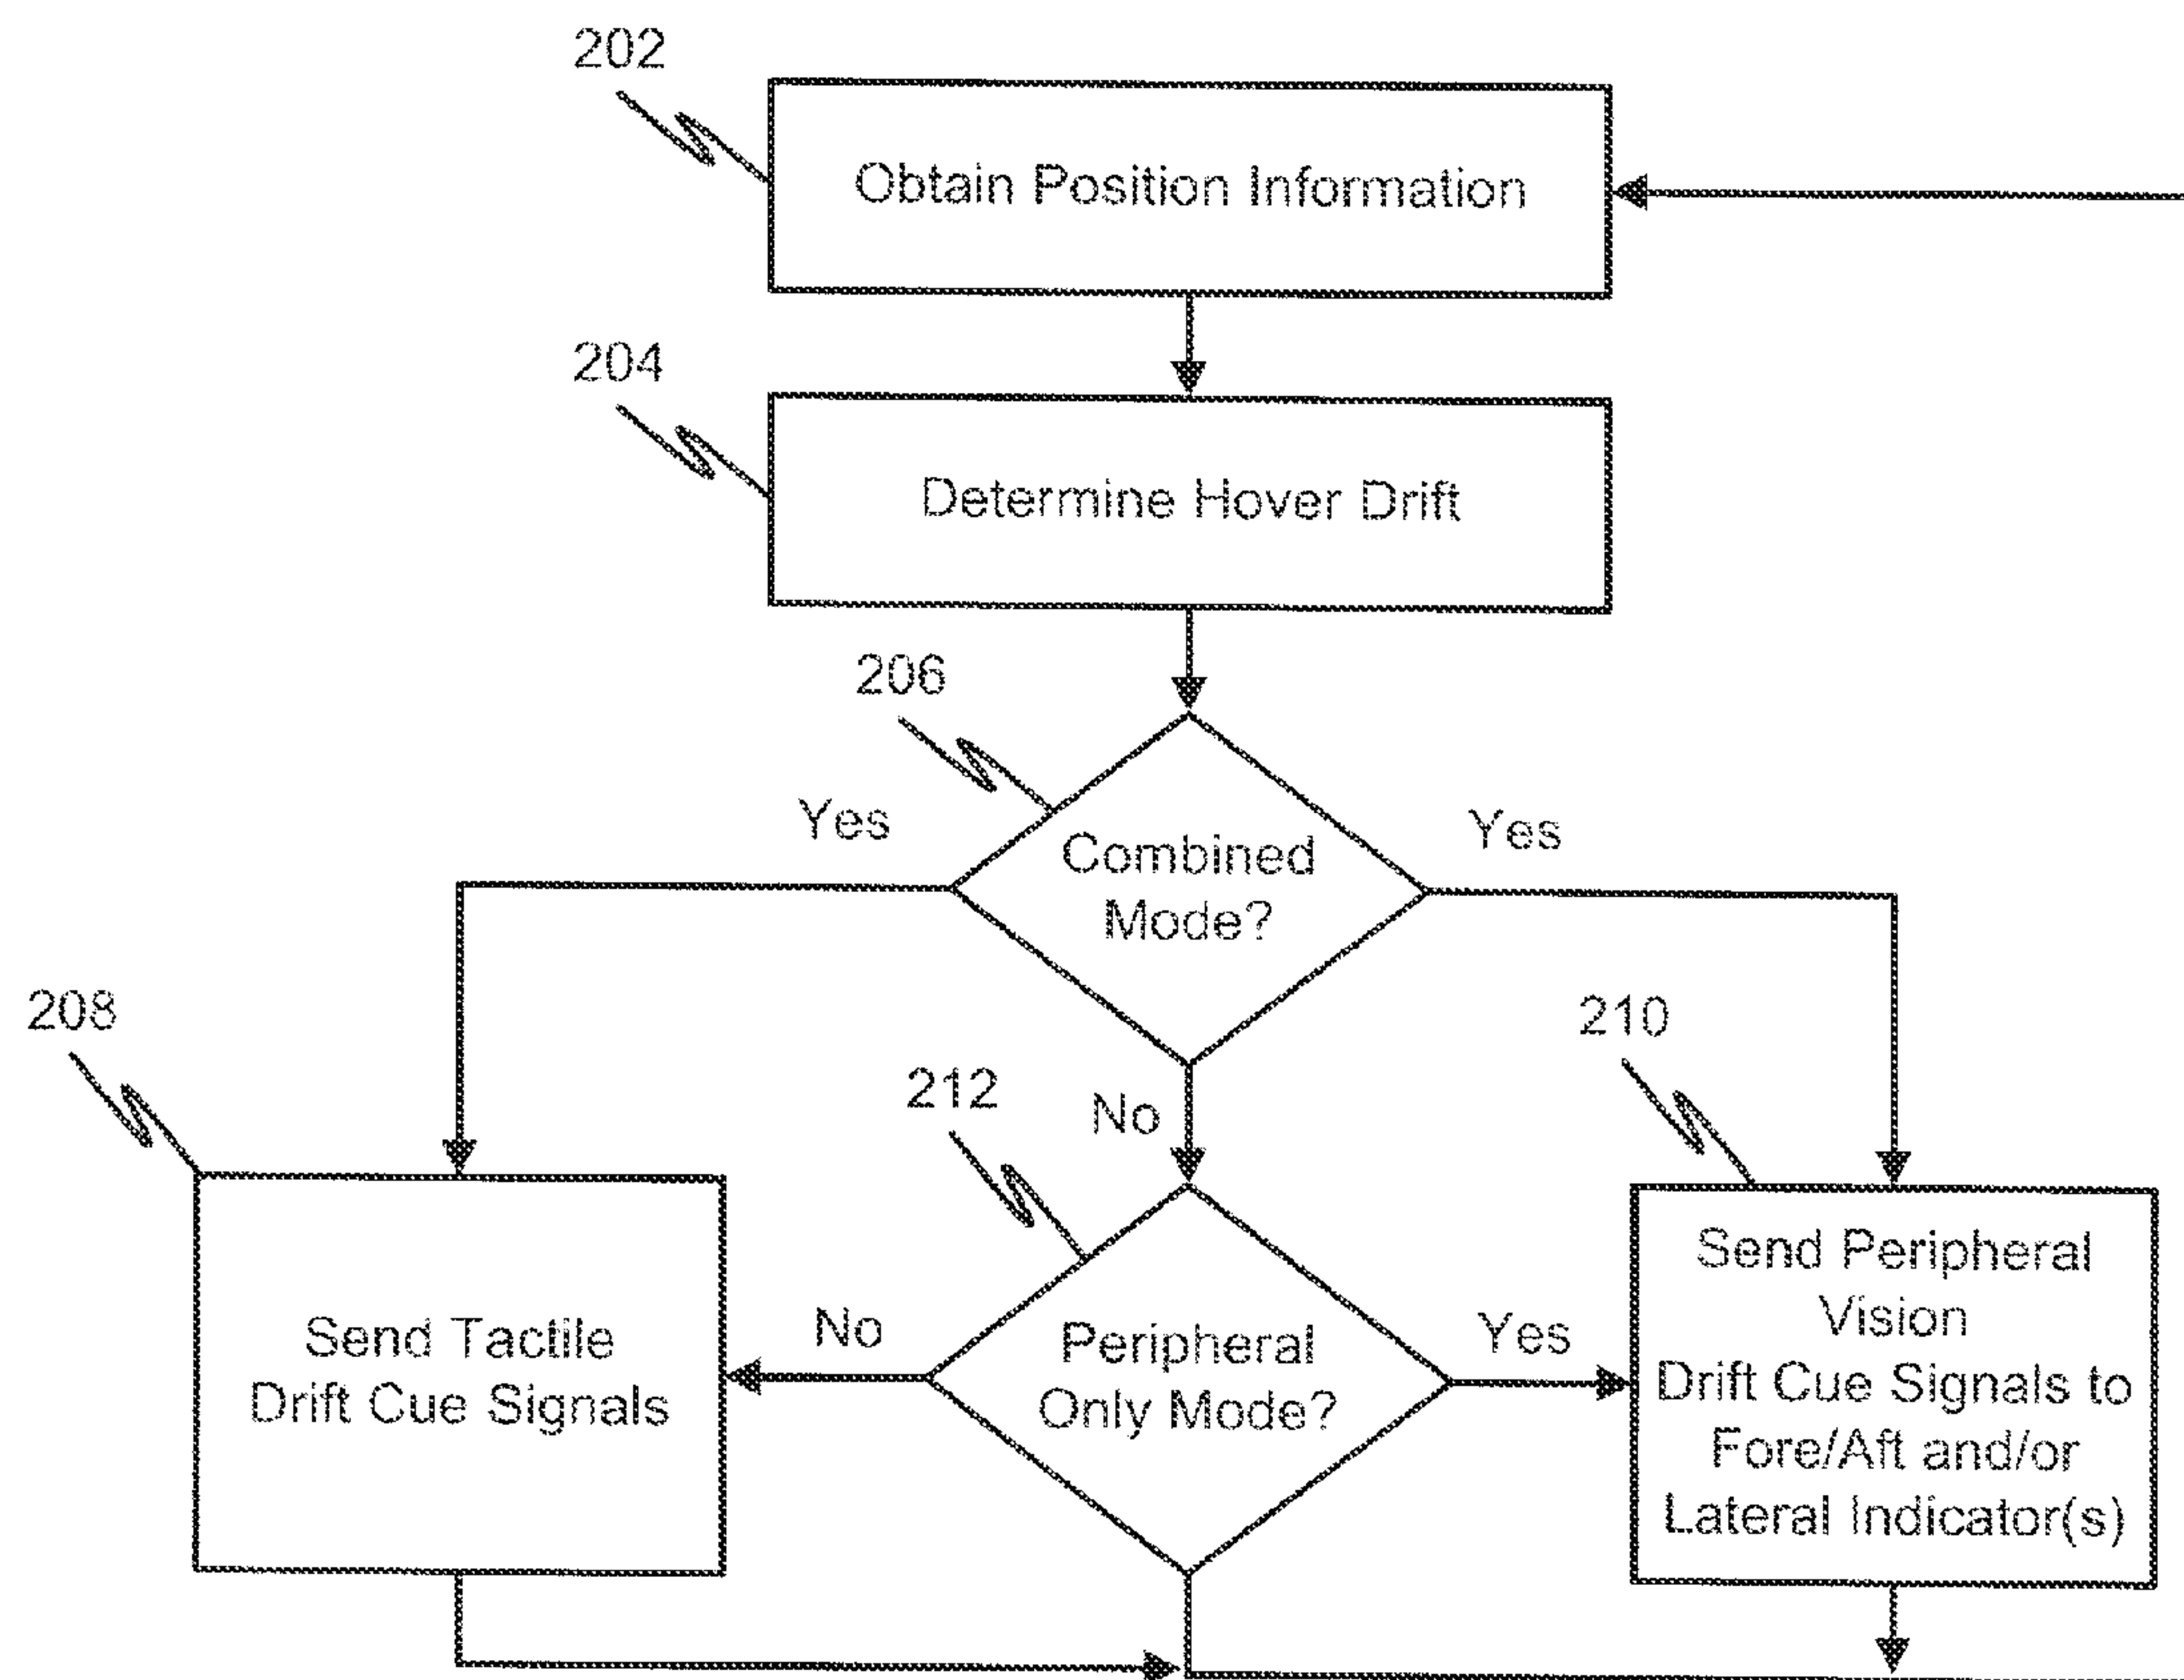 202
Obtain Position Information
204
Determine Hover Drift
206
Yes
Combined
Mode?
Yes
208
210
212
No
Send Tactile
Drift Cue Signals
No
Peripheral
Only Mode?
Yes
Send Peripheral
Vision
Drift Cue Signals to
Fore/Aft and/or
Lateral Indicator(s)